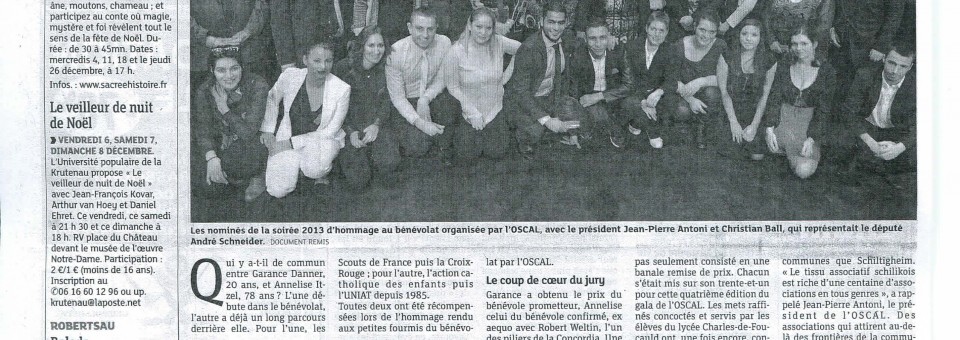 âne, moutons, chameau ; et
participez au conte où magie,
mystère et foi révèlent tout le
sens de la fête de Noël. Du-
rée : de 30 à 45mn. Dates :
mercredis 4, 11, 18 et le jeudi
26 décembre, à 17 h.
Infos. : www.sacreehistoire.fr
Le veilleur de nuit
de Noël
VENDREDI 6, SAMEDI 7,
DIMANCHE 8 DÉCEMBRE.
L'Université populaire de la
Krutenau propose « Le
veilleur de nuit de Noël »
avec Jean-François Kovar,
Arthur van Hoey et Daniel
Ehret. Ce vendredi, ce samedi
à 21 h 30 et ce dimanche à
18 h. RV place du Château
devant le musée de l'œuvre
Notre-Dame. Participation :
2 €/1 € (moins de 16 ans).
Inscription au
✆06 16 60 12 96 ou up.
krutenau@laposte.net
ROBERTSAU
Les nominés de la soirée 2013 d'hommage au bénévolat organisée par l'OSCAL, avec le président Jean-Pierre Antoni et Christian Ball, qui représentait le député
André Schneider. DOCUMENT REMIS
Qui y a-t-il de commun
entre Garance Danner,
20 ans, et Annelise It-
zel, 78 ans ? L'une dé-
bute dans le bénévolat,
l'autre a déjà un long parcours
derrière elle. Pour l'une, les
Scouts de France puis la Croix-
Rouge ; pour l'autre, l'action ca-
tholique des enfants puis
l'UNIAT depuis 1985.
Toutes deux ont été récompen-
sées lors de l'hommage rendu
aux petites fourmis du bénévo-
lat par l'OSCAL.
Le coup de cœur du jury
Garance a obtenu le prix du
bénévole prometteur, Annelise
celui du bénévole confirmé, ex
aequo avec Robert Weltin, l'un
des piliers de la Concordia. Une
pas seulement consisté en une
banale remise de prix. Chacun
s'était mis sur son trente-et-un
pour cette quatrième édition du
gala de l'OSCAL. Les mets raffi-
nés concoctés et servis par les
élèves du lycée Charles-de-Fou-
cauld ont, une fois encore, con-
communes que Schiltigheim.
« Le tissu associatif schilikois
est riche d'une centaine d'asso-
ciations en tous genres », a rap-
pelé Jean-Pierre Antoni, le pré-
sident de l'OSCAL. Des
associations qui attirent au-de-
là des frontières de la commu-